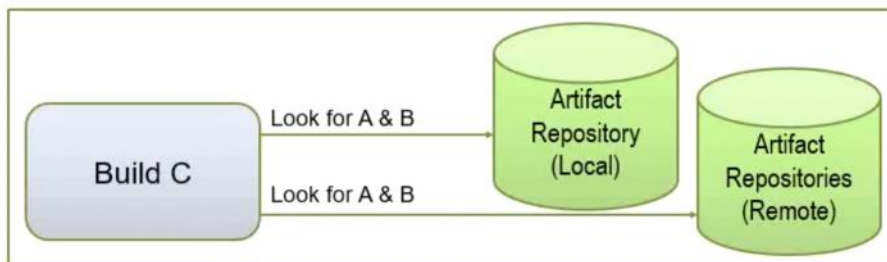 Build C
Look for A & B
Look for A & B
Artifact
Repository
(Local)
Artifact
Repositories
(Remote)